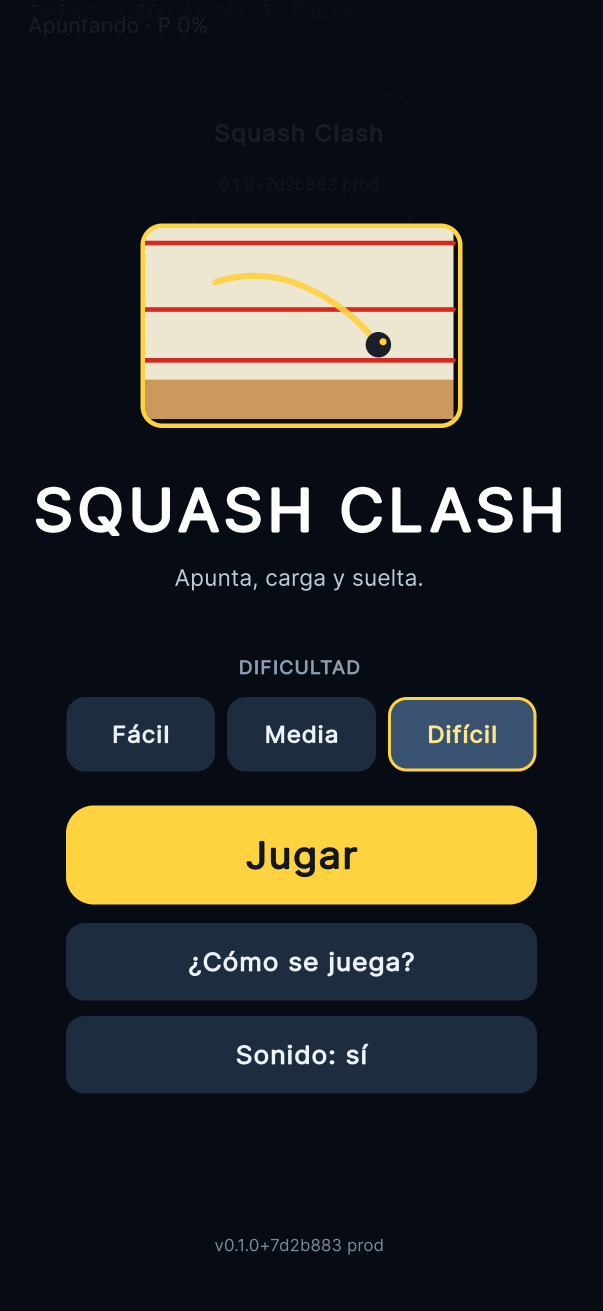 Apuntando · P 0%
Squash Clash
0.1.0+7d2b883 prod
SQUASH CLASH
Apunta, carga y suelta.
DIFICULTAD
Fácil
Media
Difícil
Jugar
¿Cómo se juega?
Sonido: sí
v0.1.0+7d2b883 prod